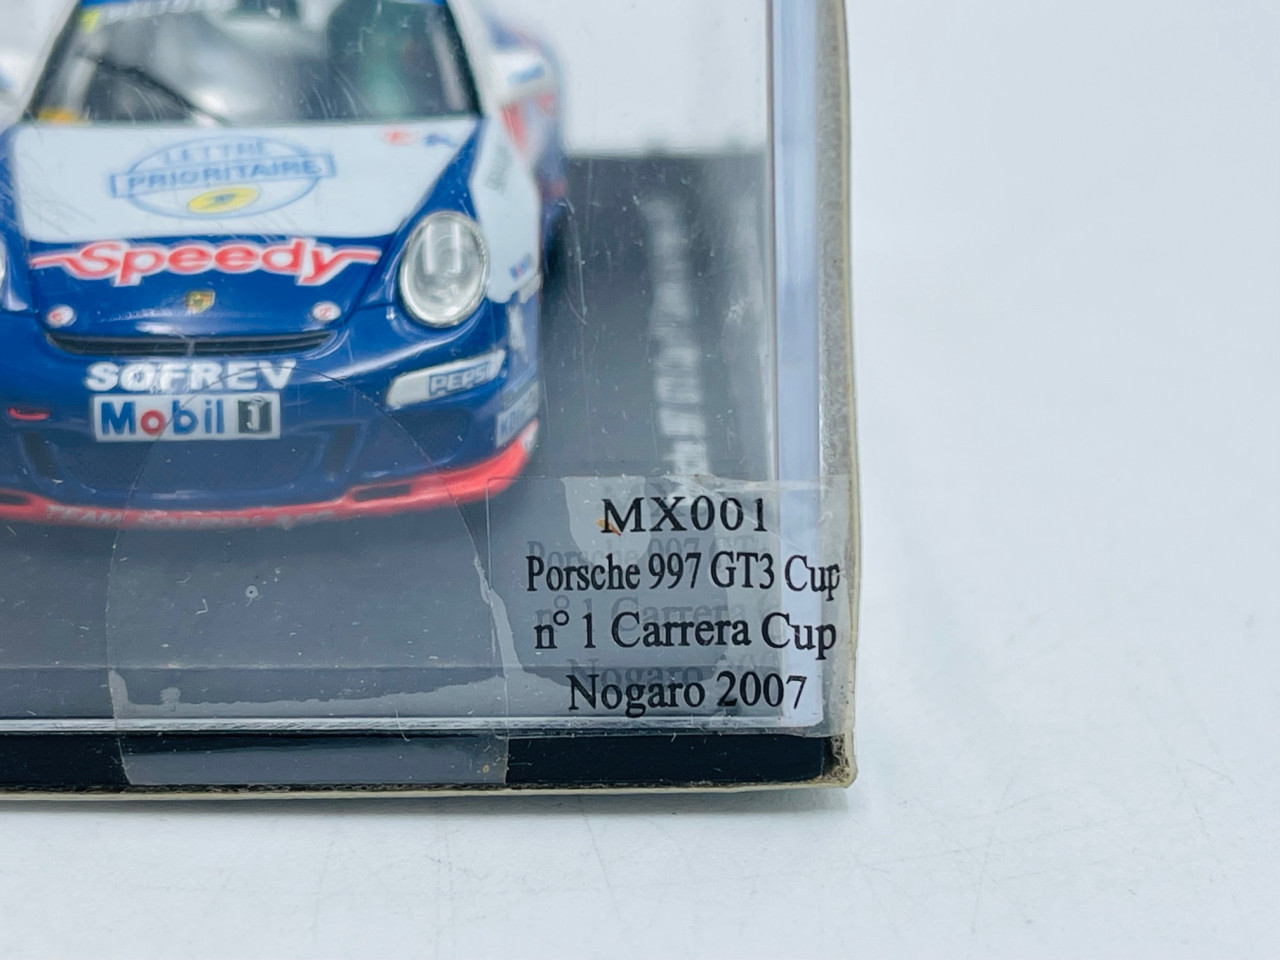 LETTRE
PRIORITAIRE
Speedy
SOFREV
Mobil 1
PEPSI
MX001
Porsche 997 GT3 Cup
n° 1 Carrera Cup
Nogaro 2007